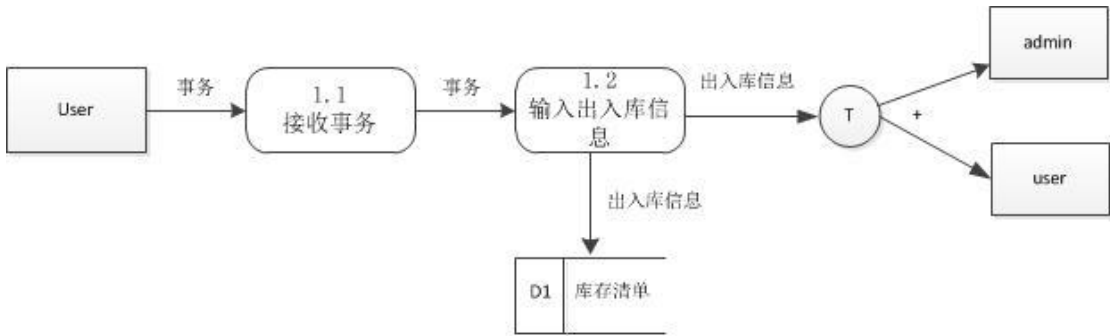 User
事务
1.1
接收事务
事务
1.2
输入出入库信
息
出入库信息
T
+
admin
user
出入库信息
D1
库存清单